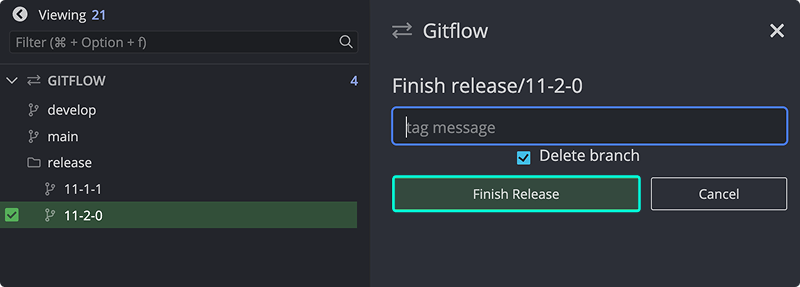 Viewing 21
Filter (⌘ + Option + f)
GITFLOW 4
develop
main
release
11-1-1
11-2-0
Gitflow
Finish release/11-2-0
tag message
Delete branch
Finish Release
Cancel